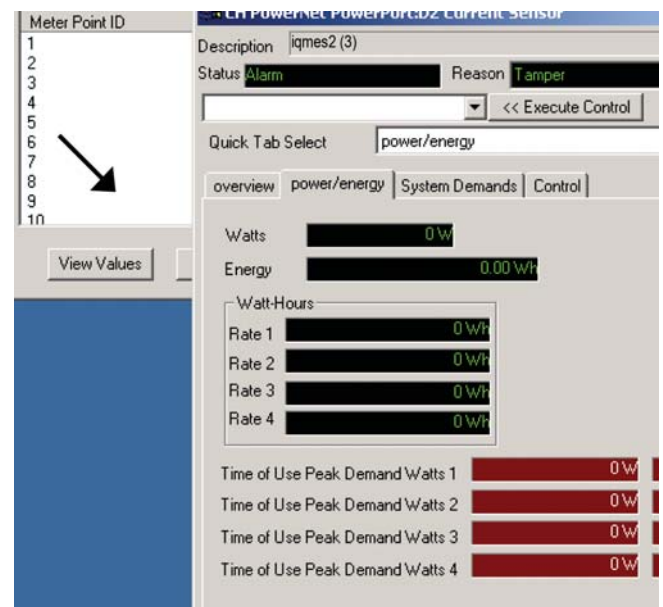 Meter Point ID
1
2
3
4
5
6
7
8
9
10
View Values
CH PowerNet PowerPort:D2 Current Sensor
Description iqmes2 (3)
Status Alarm Reason Tamper
<< Execute Control
Quick Tab Select power/energy
overview power/energy System Demands Control
Watts 0 W
Energy 0.00 Wh
Watt-Hours
Rate 1 0 Wh
Rate 2 0 Wh
Rate 3 0 Wh
Rate 4 0 Wh
Time of Use Peak Demand Watts 1 0 W
Time of Use Peak Demand Watts 2 0 W
Time of Use Peak Demand Watts 3 0 W
Time of Use Peak Demand Watts 4 0 W